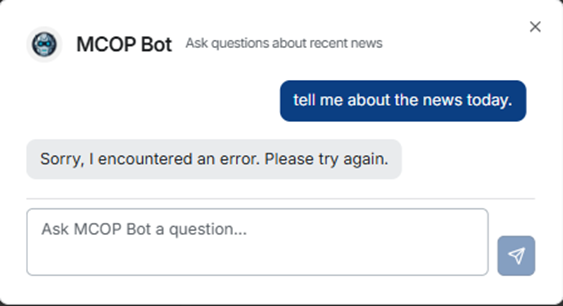 MCOP Bot Ask questions about recent news
tell me about the news today.
Sorry, I encountered an error. Please try again.
Ask MCOP Bot a question...